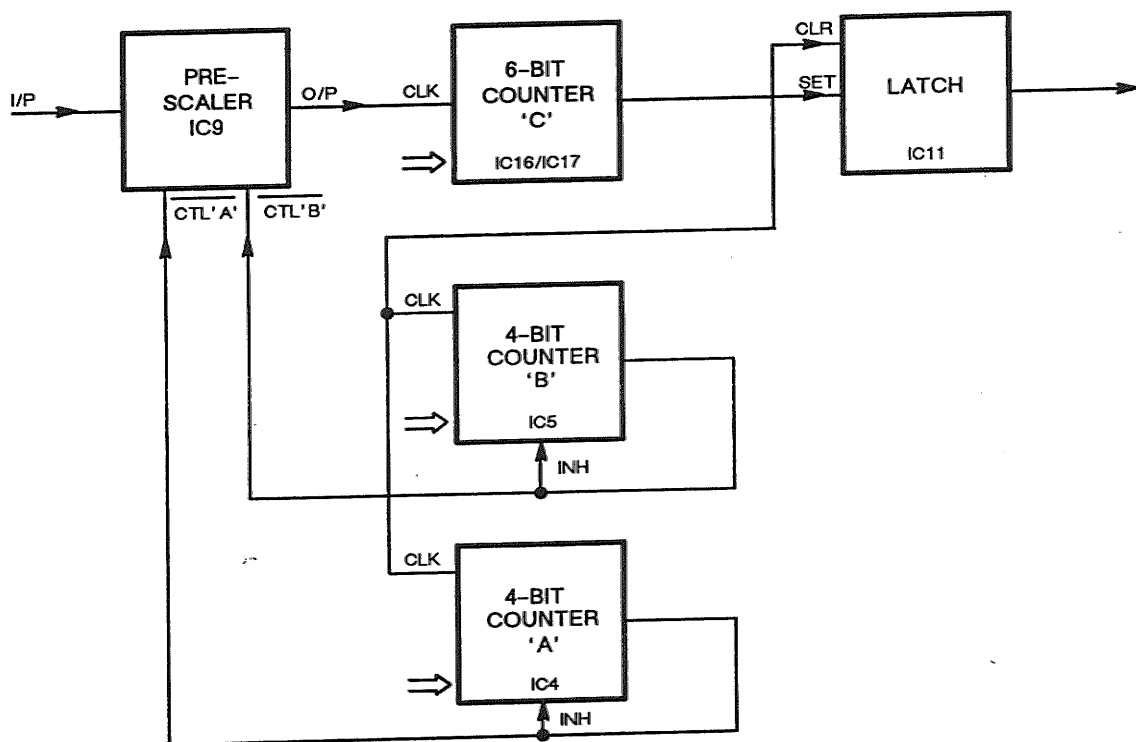 I/P
PRE-
SCALER
IC9
O/P
CLK
6-BIT
COUNTER
'C'
IC16/IC17
CLR
SET
LATCH
IC11
CTL'A'
CTL'B'
CLK
4-BIT
COUNTER
'B'
IC5
INH
CLK
4-BIT
COUNTER
'A'
IC4
INH